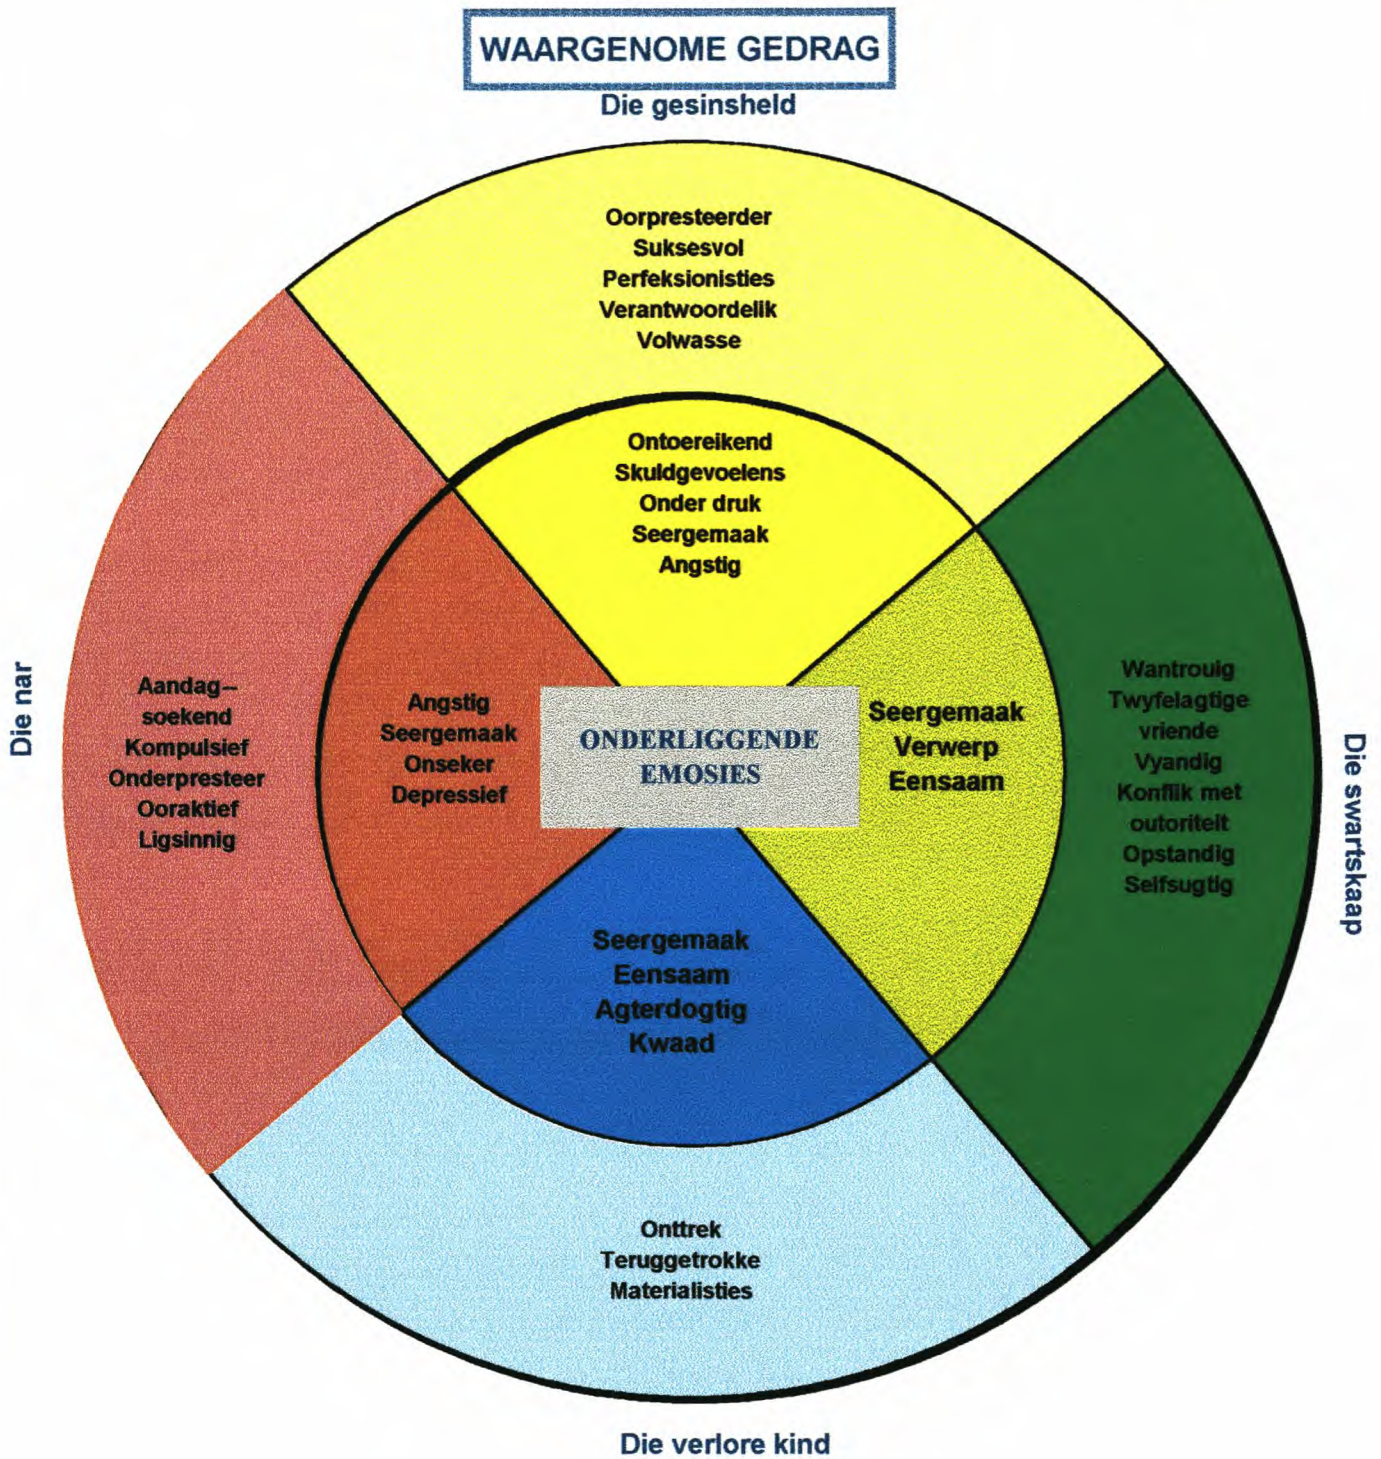 WAARGENOME GEDRAG
Die gesinsheld
Oorpresteerder
Suksesvol
Perfeksionisties
Verantwoordelik
Volwasse
Ontoereikend
Skuldgevoelens
Onder druk
Seergemaak
Angstig
Die nar
Aandag–
soekend
Kompulsief
Onderpresteer
Ooraktief
Ligsinnig
Angstig
Seergemaak
Onseker
Depressief
ONDERLIGGENDE
EMOSIES
Seergemaak
Verwerp
Eensaam
Wantrouig
Twyfelagtige
vriende
Vyandig
Konflik met
outoriteit
Opstandig
Selfsugtig
Die swartskaap
Seergemaak
Eensaam
Agterdogtig
Kwaad
Onttrek
Teruggetrokke
Materialisties
Die verlore kind